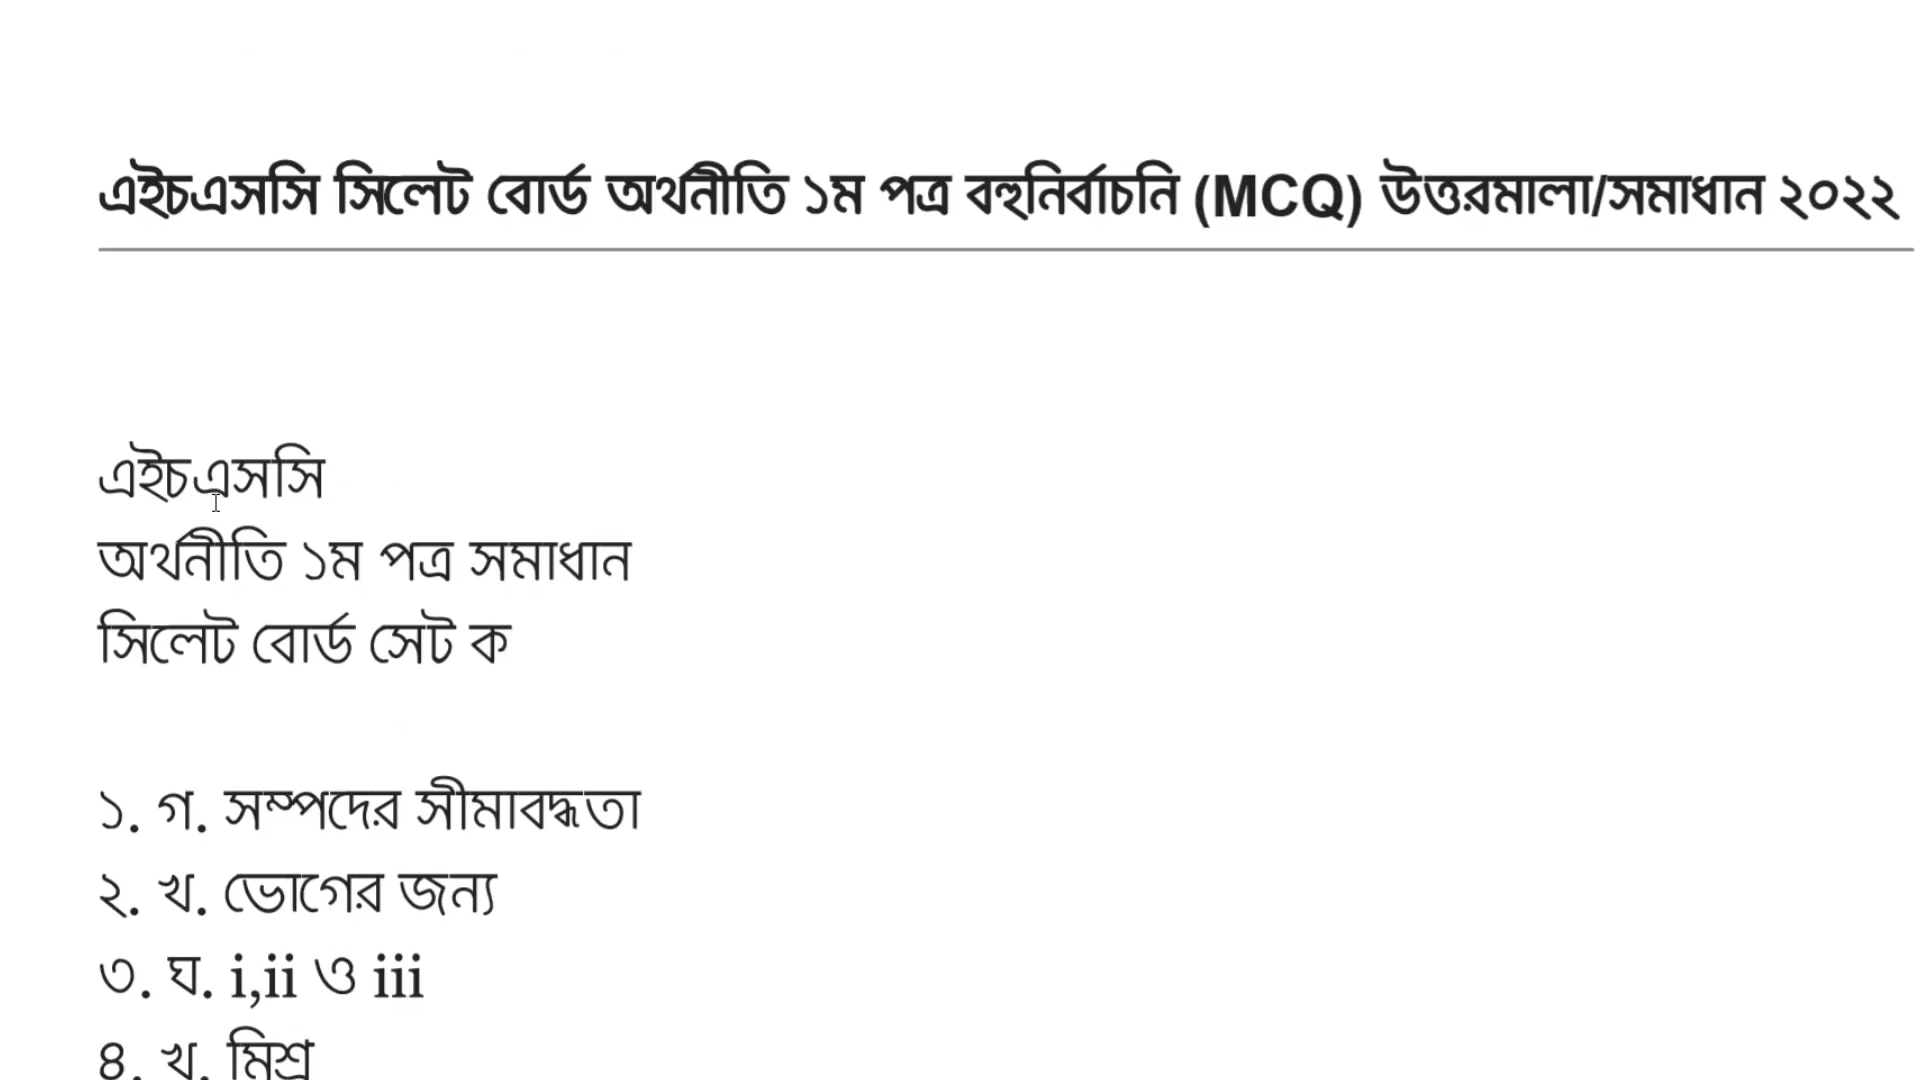 এইচএসসি সিলেট বোর্ড অর্থনীতি ১ম পত্র বহুনির্বাচনি (MCQ) উত্তরমালা/সমাধান ২০২২
এইচএসসি
অর্থনীতি ১ম পত্র সমাধান
সিলেট বোর্ড সেট ক
১. গ. সম্পদের সীমাবদ্ধতা
২. খ. ভোগের জন্য
৩. ঘ. i,ii ও iii
৪. খ. মিশ্র